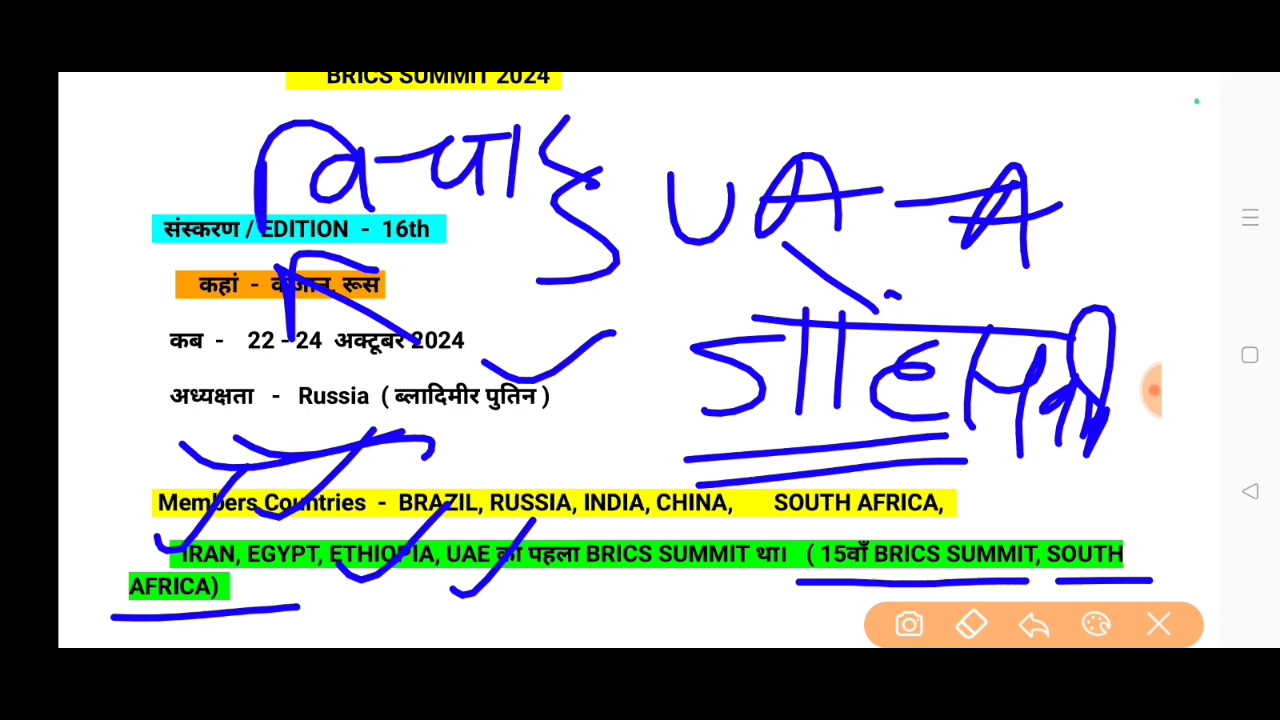 BRICS SUMMIT 2024
संस्करण / EDITION - 16th
कहां - कजान, रूस
कब - 22 - 24 अक्टूबर 2024
अध्यक्षता - Russia ( ब्लादिमीर पुतिन )
Members Countries - BRAZIL, RUSSIA, INDIA, CHINA, SOUTH AFRICA,
IRAN, EGYPT, ETHIOPIA, UAE का पहला BRICS SUMMIT था। ( 15वाँ BRICS SUMMIT, SOUTH
AFRICA)